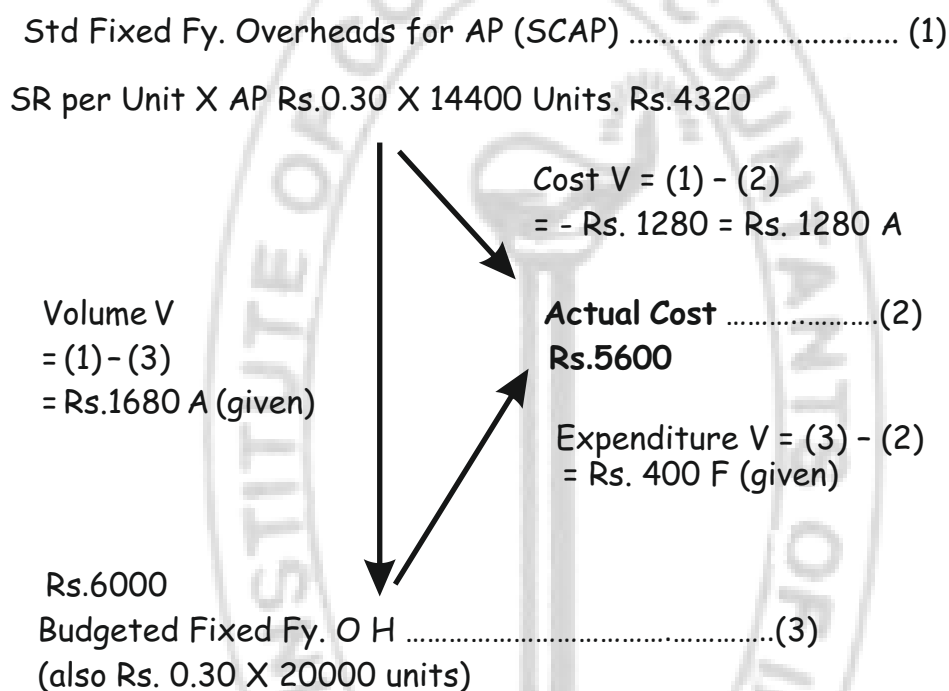 Std Fixed Fy. Overheads for AP (SCAP) ................................ (1)
SR per Unit X AP Rs.0.30 X 14400 Units. Rs.4320
Cost V = (1) – (2)
= - Rs. 1280 = Rs. 1280 A
Volume V
= (1) – (3)
= Rs.1680 A (given)
Actual Cost ......................(2)
Rs.5600
Expenditure V = (3) – (2)
= Rs. 400 F (given)
Rs.6000
Budgeted Fixed Fy. O H ..................................................(3)
(also Rs. 0.30 X 20000 units)